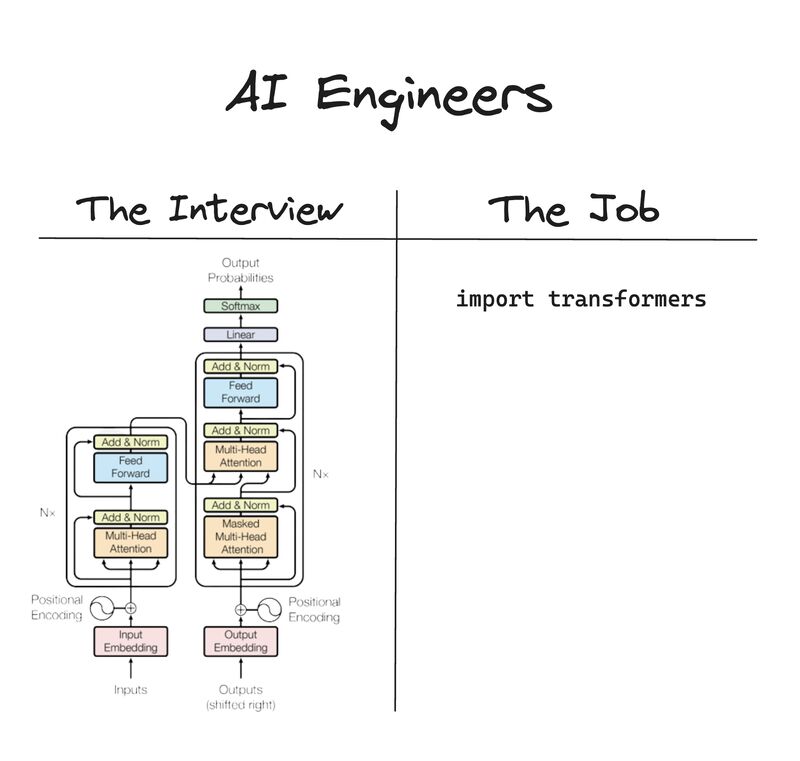 AI Engineers
The Interview
The Job
Output
Probabilities
Softmax
Linear
Add & Norm
Feed
Forward
Add & Norm
Multi-Head
Attention
Add & Norm
Masked
Multi-Head
Attention
Nx
Add & Norm
Feed
Forward
Add & Norm
Multi-Head
Attention
Nx
Positional
Encoding
Positional
Encoding
Input
Embedding
Output
Embedding
Inputs
Outputs
(shifted right)
import transformers